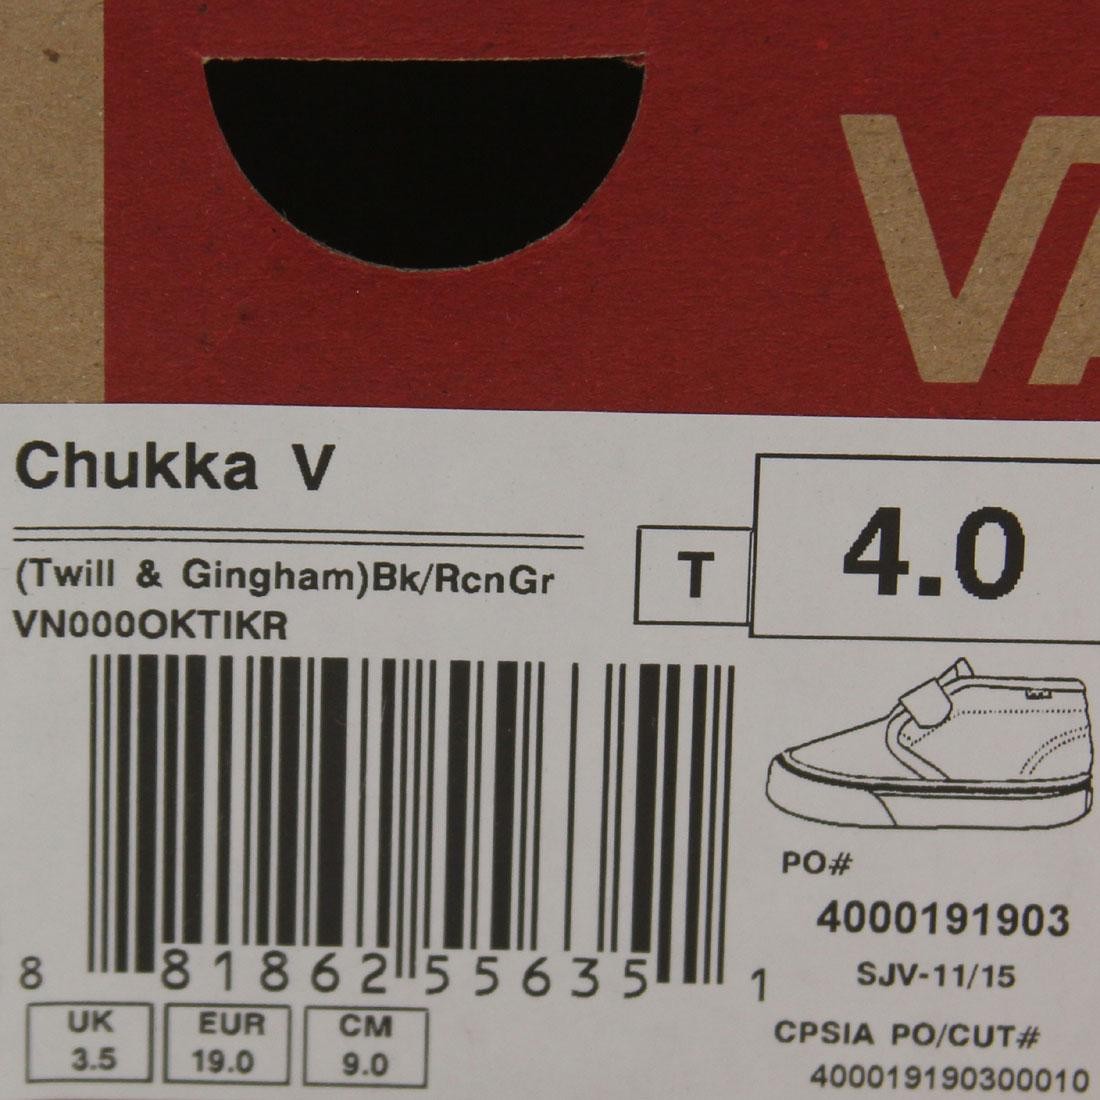 VA
Chukka V
(Twill & Gingham)Bk/RcnGr
VN000OKTIKR
T
4.0
8 81862 55635 1
PO#
4000191903
SJV-11/15
CPSIA PO/CUT#
400019190300010
UK
3.5
EUR
19.0
CM
9.0